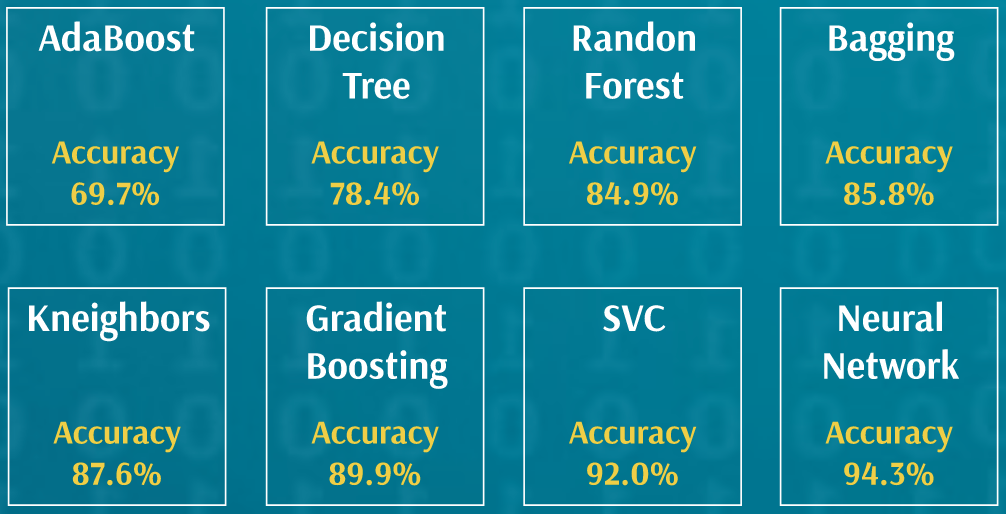 AdaBoost
Accuracy
69.7%
Decision
Tree
Accuracy
78.4%
Randon
Forest
Accuracy
84.9%
Bagging
Accuracy
85.8%
Kneighbors
Accuracy
87.6%
Gradient
Boosting
Accuracy
89.9%
SVC
Accuracy
92.0%
Neural
Network
Accuracy
94.3%